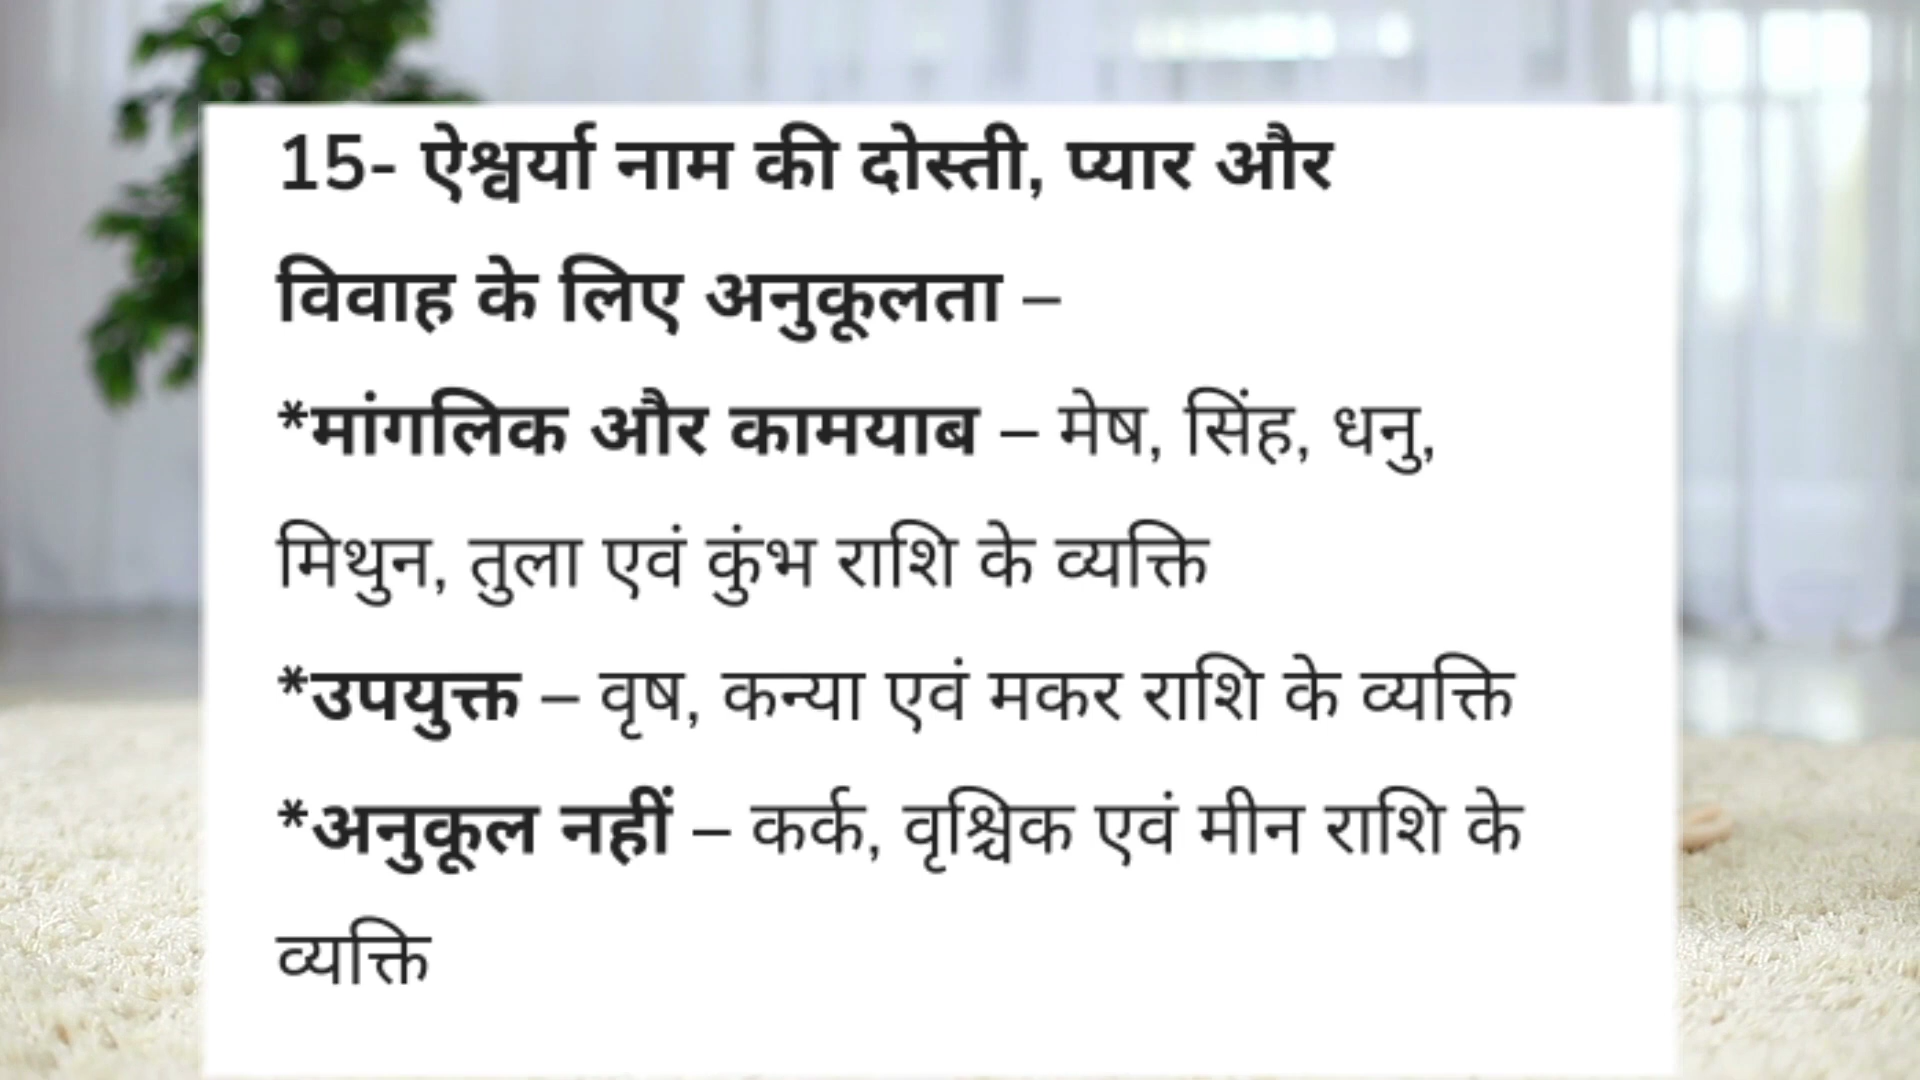 15- ऐश्वर्या नाम की दोस्ती, प्यार और
विवाह के लिए अनुकूलता –
*मांगलिक और कामयाब – मेष, सिंह, धनु,
मिथुन, तुला एवं कुंभ राशि के व्यक्ति
*उपयुक्त – वृष, कन्या एवं मकर राशि के व्यक्ति
*अनुकूल नहीं – कर्क, वृश्चिक एवं मीन राशि के
व्यक्ति